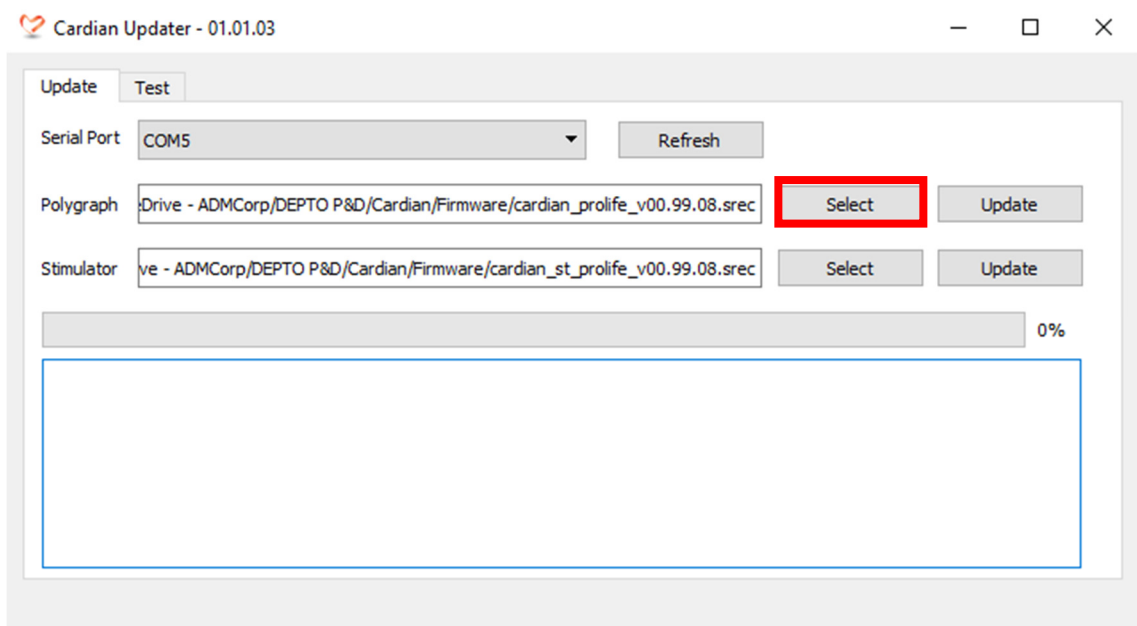 Cardian Updater - 01.01.03
Update Test
Serial Port COM5 Refresh
Polygraph :Drive - ADMCorp/DEPTO P&D/Cardian/Firmware/cardian_prolife_v00.99.08.srec Select Update
Stimulator ve - ADMCorp/DEPTO P&D/Cardian/Firmware/cardian_st_prolife_v00.99.08.srec Select Update
0%